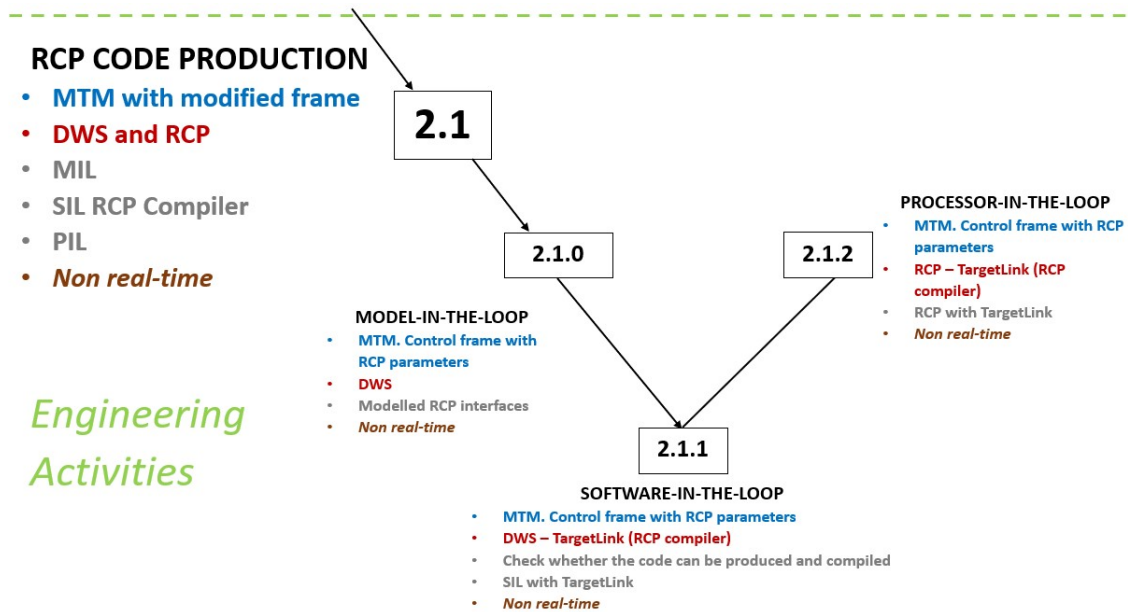 RCP CODE PRODUCTION
• MTM with modified frame
• DWS and RCP
• MIL
• SIL RCP Compiler
• PIL
• Non real-time
2.1
2.1.0
2.1.2
PROCESSOR-IN-THE-LOOP
• MTM. Control frame with RCP
parameters
• RCP – TargetLink (RCP
compiler)
• RCP with TargetLink
• Non real-time
MODEL-IN-THE-LOOP
• MTM. Control frame with
RCP parameters
• DWS
• Modelled RCP interfaces
• Non real-time
Engineering
Activities
2.1.1
SOFTWARE-IN-THE-LOOP
• MTM. Control frame with RCP parameters
• DWS – TargetLink (RCP compiler)
• Check whether the code can be produced and compiled
• SIL with TargetLink
• Non real-time